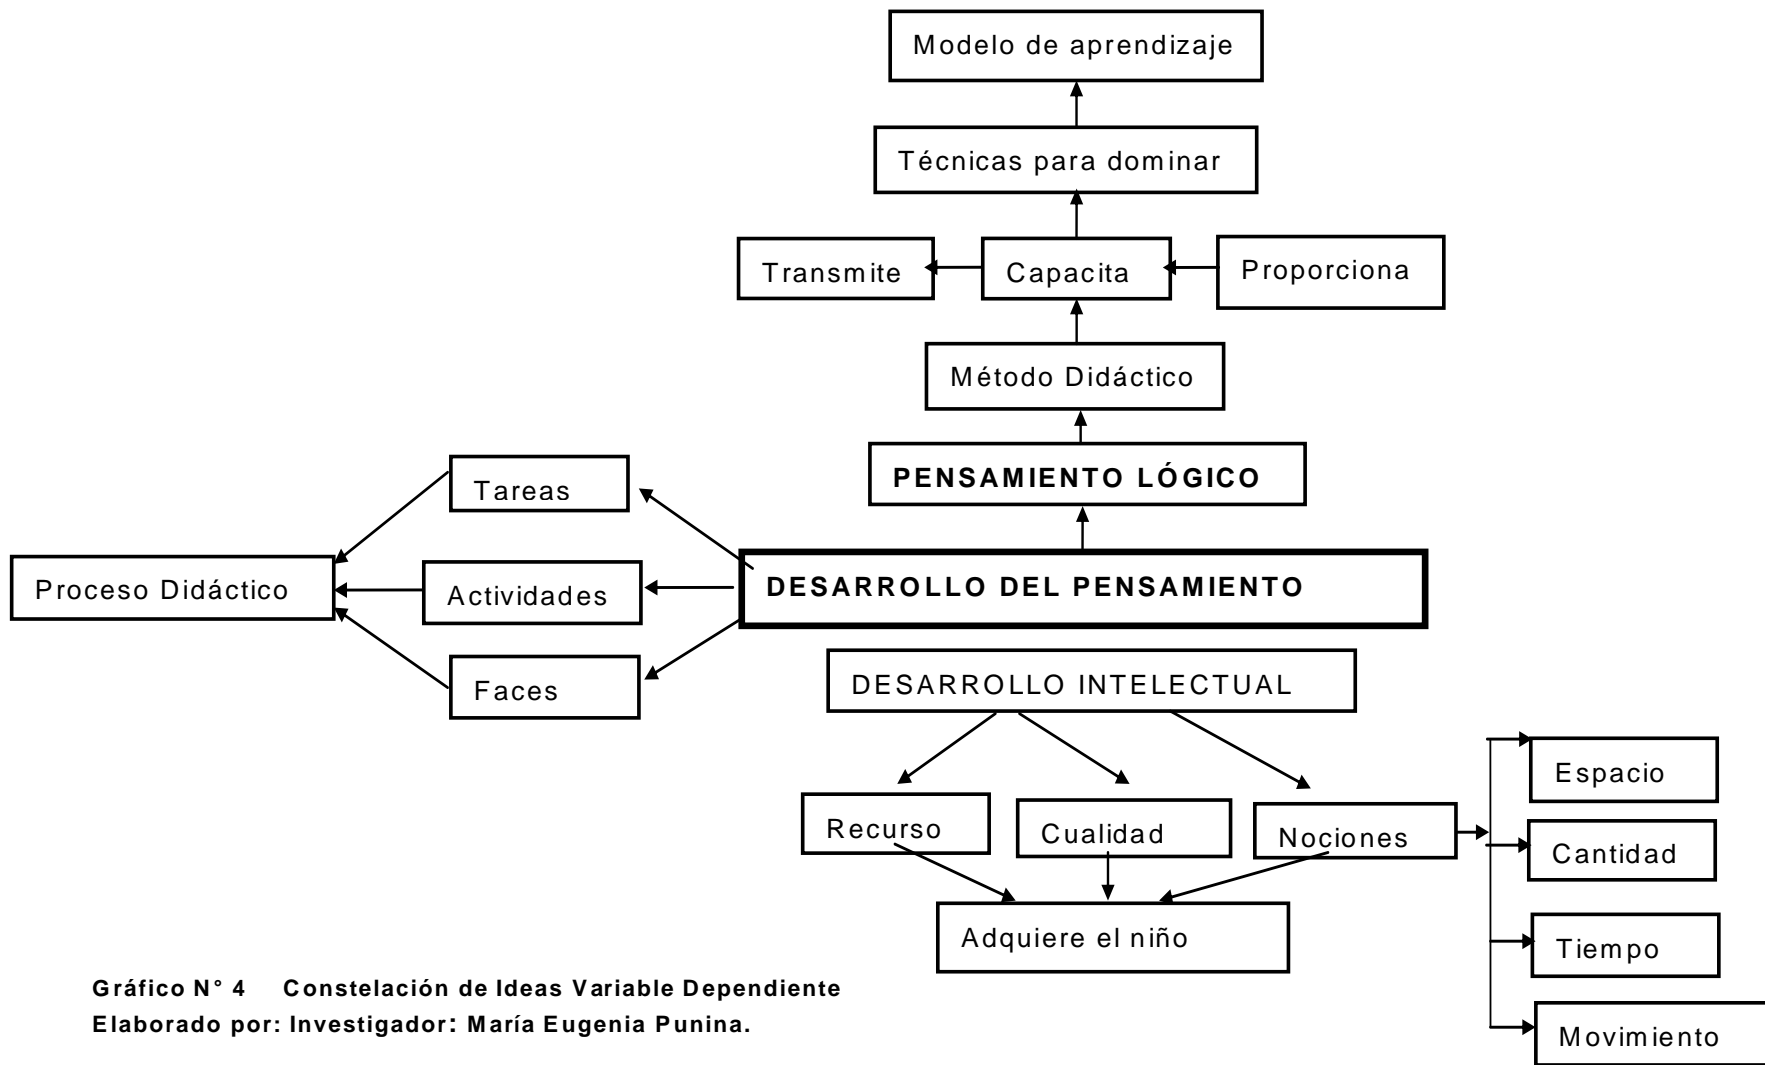 Modelo de aprendizaje
Técnicas para dominar
Transmite
Capacita
Proporciona
Método Didáctico
PENSAMIENTO LÓGICO
Tareas
Proceso Didáctico
Actividades
DESARROLLO DEL PENSAMIENTO
Faces
DESARROLLO INTELECTUAL
Recurso
Cualidad
Nociones
Espacio
Cantidad
Adquiere el niño
Tiempo
Movimiento
Gráfico N° 4 Constelación de Ideas Variable Dependiente
Elaborado por: Investigador: María Eugenia Punina.